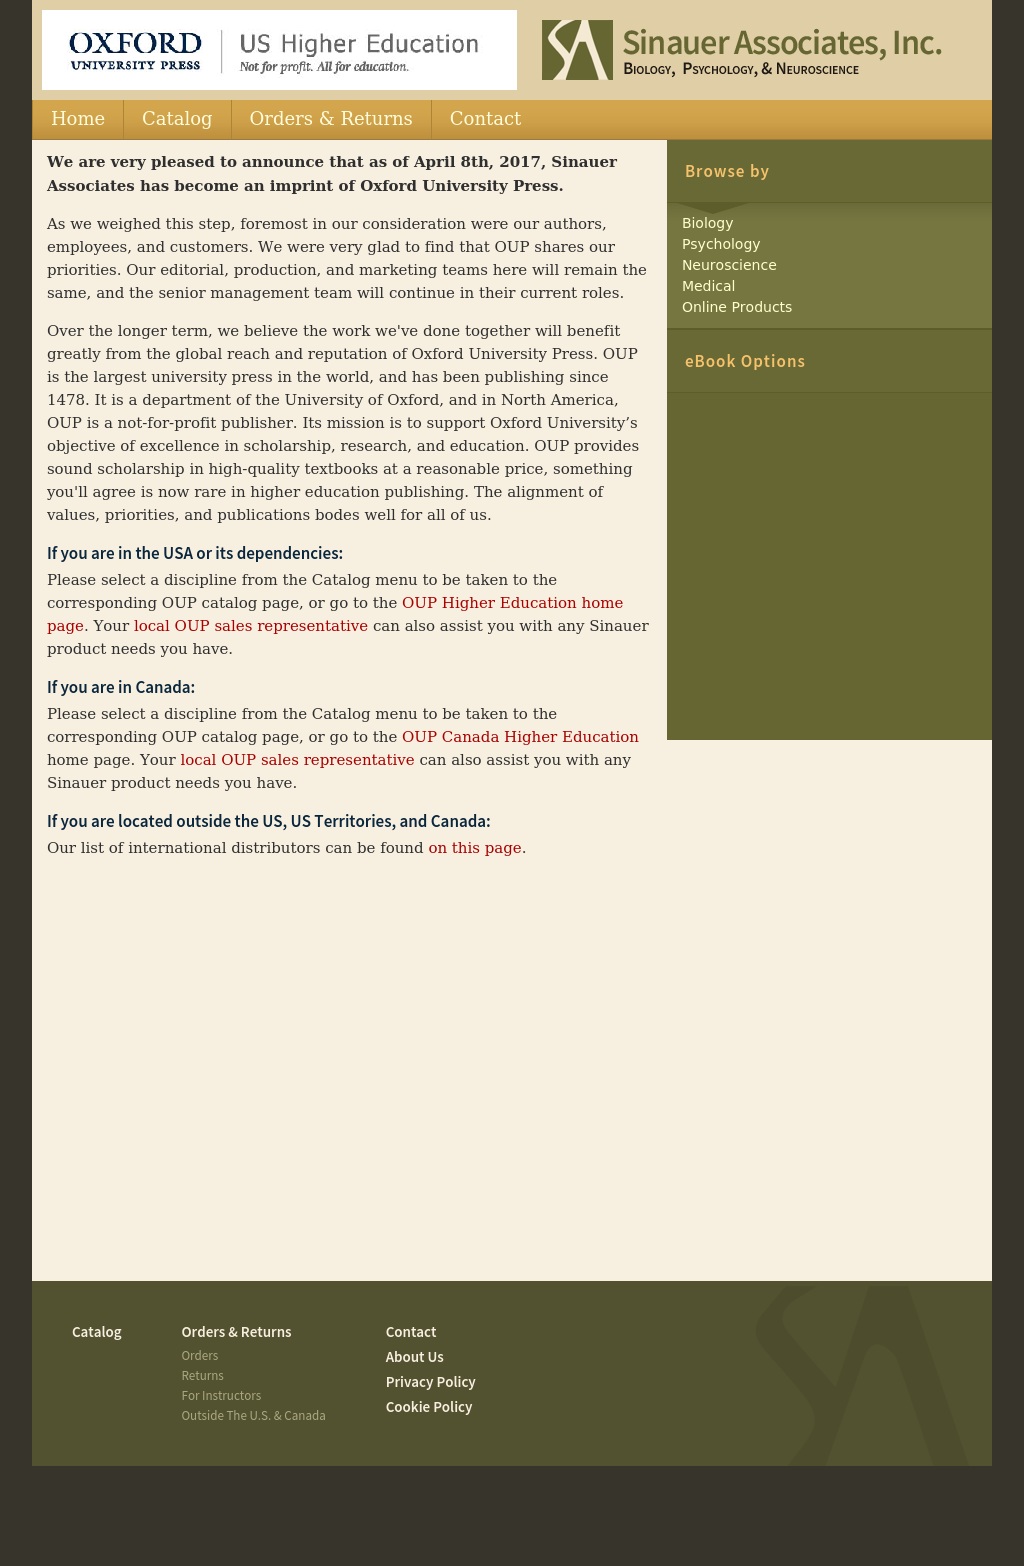 OXFORD
UNIVERSITY PRESS
US Higher Education
Not for profit. All for education.
Sinauer Associates, Inc.
Biology, Psychology, & Neuroscience
Home
Catalog
Orders & Returns
Contact
We are very pleased to announce that as of April 8th, 2017, Sinauer
Associates has become an imprint of Oxford University Press.
As we weighed this step, foremost in our consideration were our authors,
employees, and customers. We were very glad to find that OUP shares our
priorities. Our editorial, production, and marketing teams here will remain the
same, and the senior management team will continue in their current roles.
Over the longer term, we believe the work we've done together will benefit
greatly from the global reach and reputation of Oxford University Press. OUP
is the largest university press in the world, and has been publishing since
1478. It is a department of the University of Oxford, and in North America,
OUP is a not-for-profit publisher. Its mission is to support Oxford University’s
objective of excellence in scholarship, research, and education. OUP provides
sound scholarship in high-quality textbooks at a reasonable price, something
you'll agree is now rare in higher education publishing. The alignment of
values, priorities, and publications bodes well for all of us.
If you are in the USA or its dependencies:
Please select a discipline from the Catalog menu to be taken to the
corresponding OUP catalog page, or go to the OUP Higher Education home
page. Your local OUP sales representative can also assist you with any Sinauer
product needs you have.
If you are in Canada:
Please select a discipline from the Catalog menu to be taken to the
corresponding OUP catalog page, or go to the OUP Canada Higher Education
home page. Your local OUP sales representative can also assist you with any
Sinauer product needs you have.
If you are located outside the US, US Territories, and Canada:
Our list of international distributors can be found on this page.
Browse by
Biology
Psychology
Neuroscience
Medical
Online Products
eBook Options
Catalog
Orders & Returns
Orders
Returns
For Instructors
Outside The U.S. & Canada
Contact
About Us
Privacy Policy
Cookie Policy